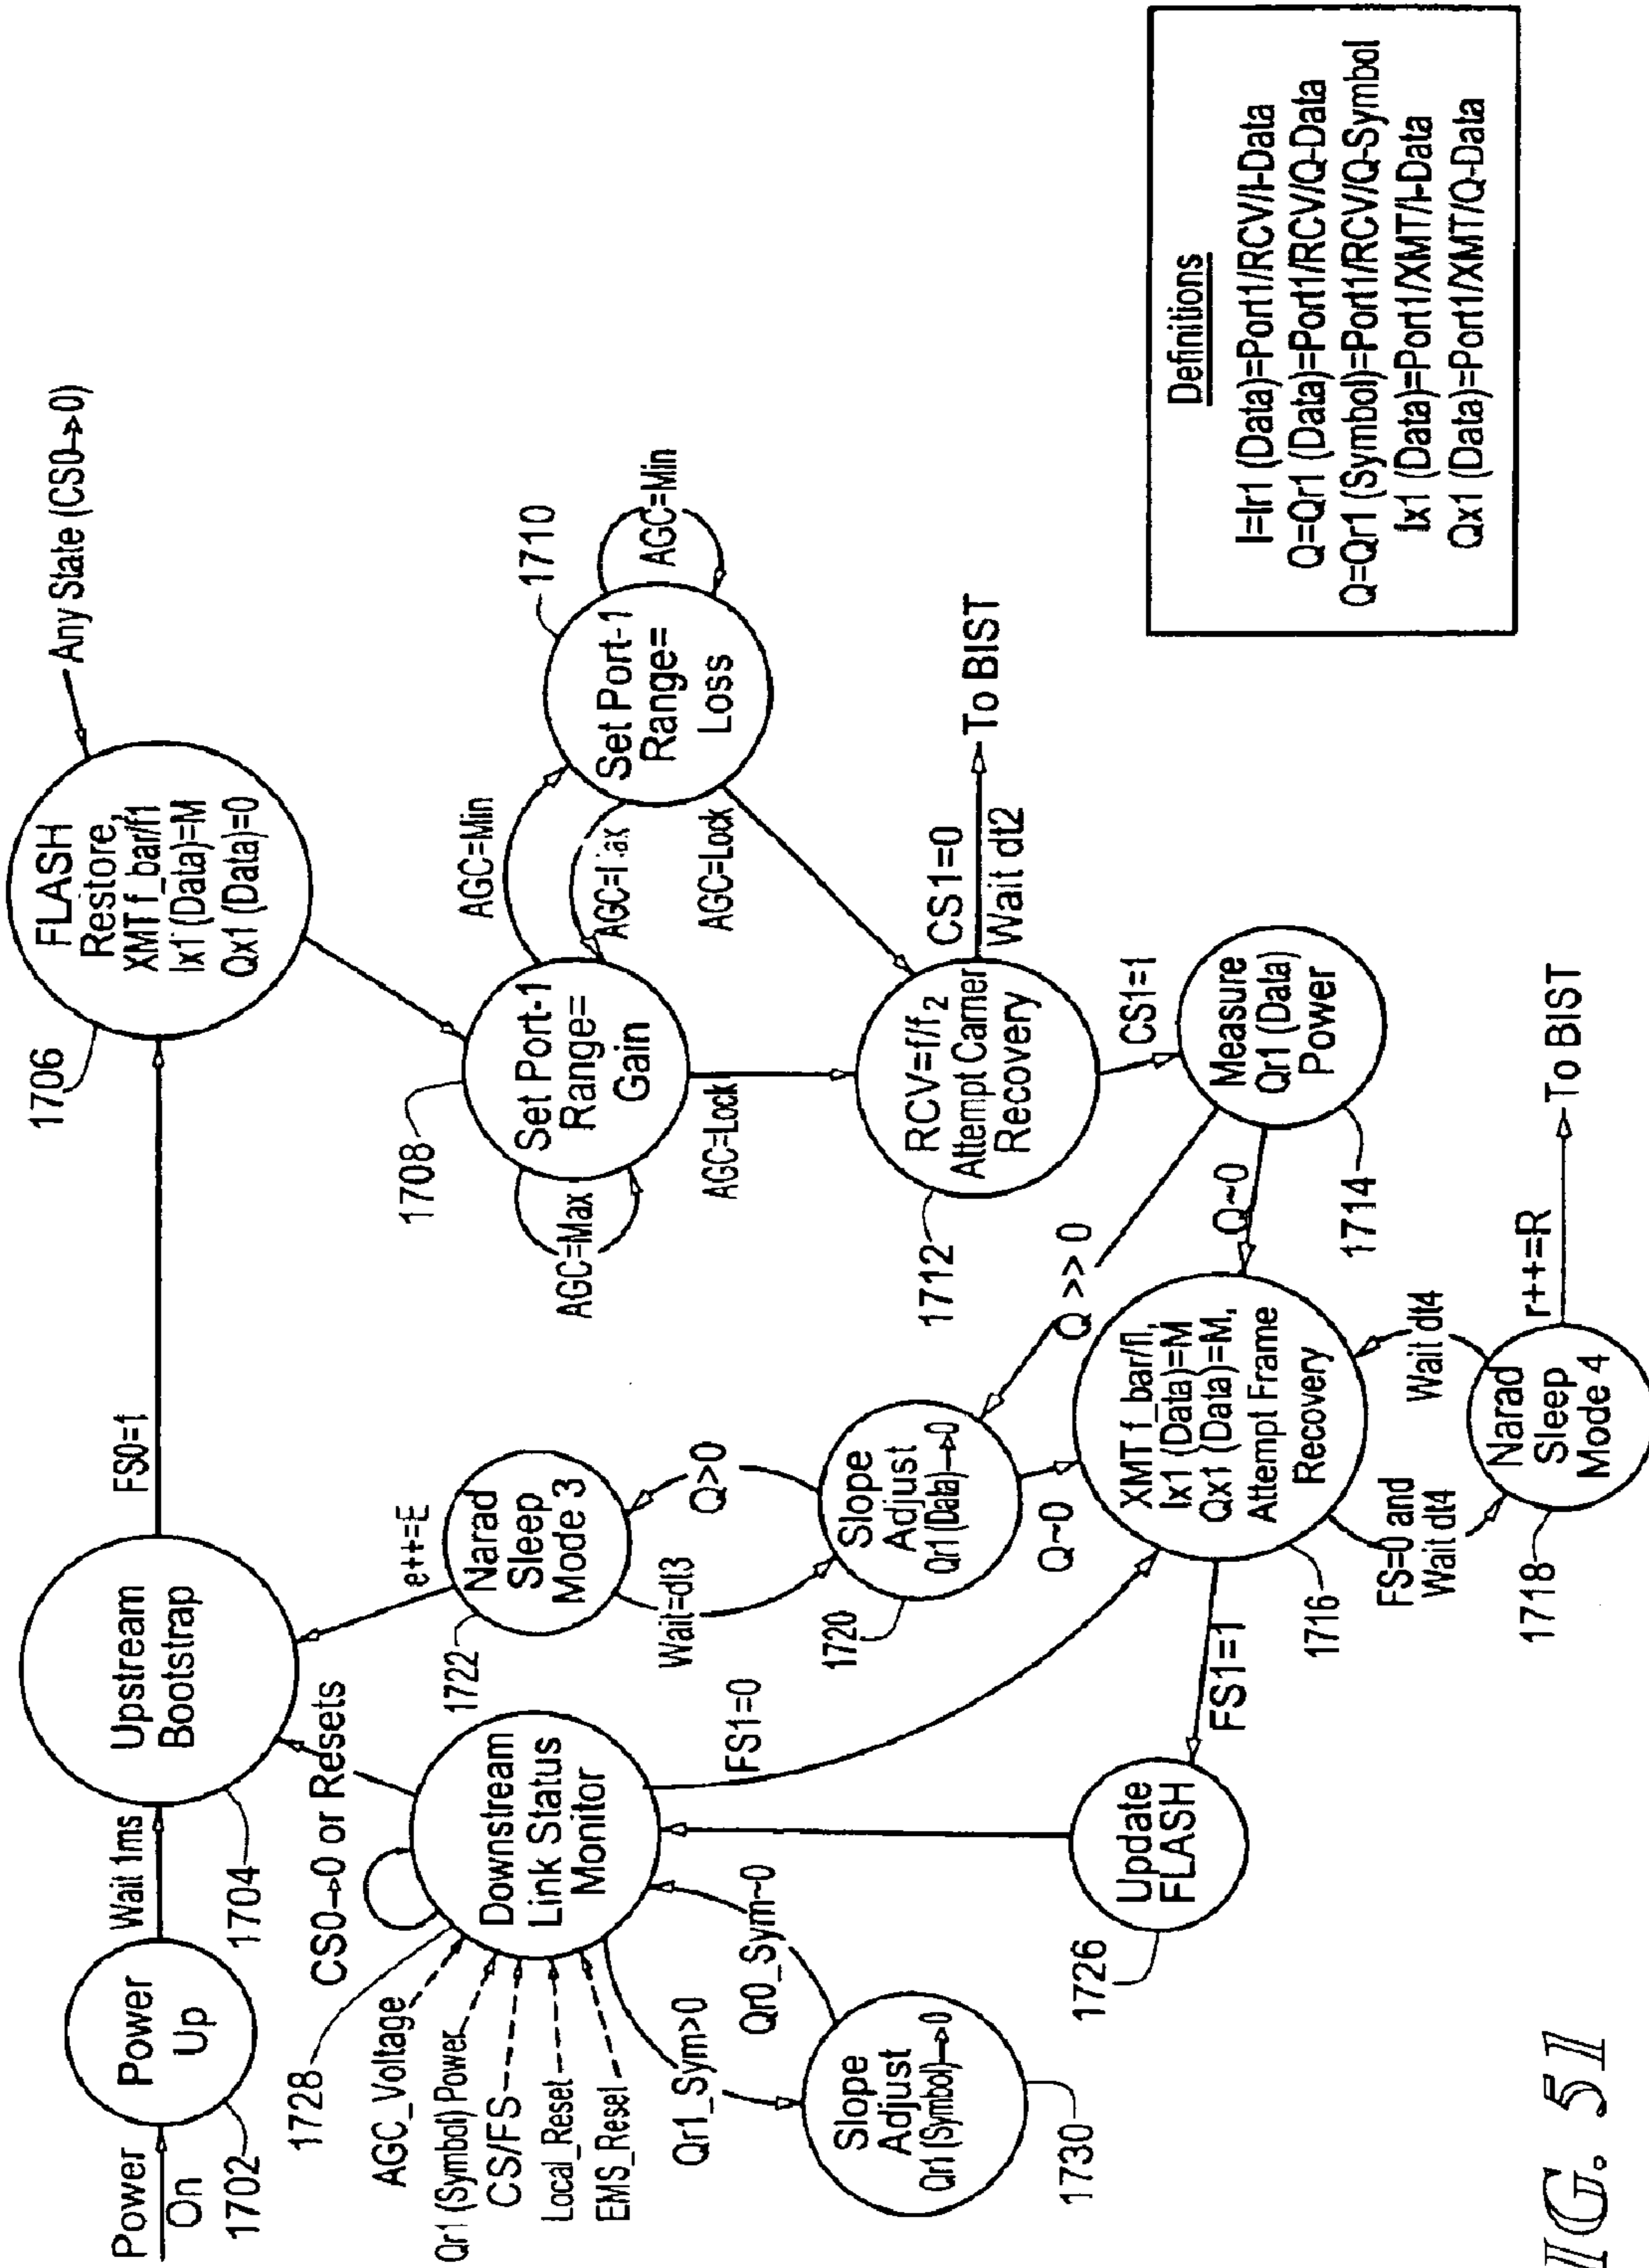 Power
On
1702
Power
Up
Wait 1ms
1704
Upstream
Bootstrap
FS0=1
1706
FLASH
Restore,
XMT f_bar/f1
Ix1 (Data)=M
Qx1 (Data)=0
Any State (CS0→0)
1708
Set Port-1
Range=
Gain
AGC=Max
AGC=Min
AGC=Lock
1710
Set Port-1
Range=
Loss
AGC=Min
AGC=Lock
1712
RCV=f/f2
Attempt Carrier
Recovery
CS1=0
Wait dt2
To BIST
CS1=1
1714
Measure
Qr1 (Data)
Power
Q~0
Q >> 0
1716
XMT f_bar/f1,
Ix1 (Data)=M
Qx1 (Data)=M,
Attempt Frame
Recovery
FS=0 and
Wait dt4
Wait dt4
1718
Narad
Sleep
Mode 4
r++=R
To BIST
1720
Slope
Adjust
Qr1 (Data)→0
Q~0
Q>0
Wait=dt3
1722
Narad
Sleep
Mode 3
e++=E
FS1=1
1726
Update
FLASH
1728
Downstream
Link Status
Monitor
CS0→0 or Resets
FS1=0
AGC_Voltage
Qr1 (Symbol) Power
CS/FS
Local_Reset
EMS_Reset
Qr1_Sym>0
Qr0_Sym~0
1730
Slope
Adjust
Qr1 (Symbol)→0
Definitions
I=Ir1 (Data)=Port1/RCV/I-Data
Q=Qr1 (Data)=Port1/RCV/Q-Data
Q=Qr1 (Symbol)=Port1/RCV/Q-Symbol
Ix1 (Data)=Port1/XMT/I-Data
Qx1 (Data)=Port1/XMT/Q-Data
51